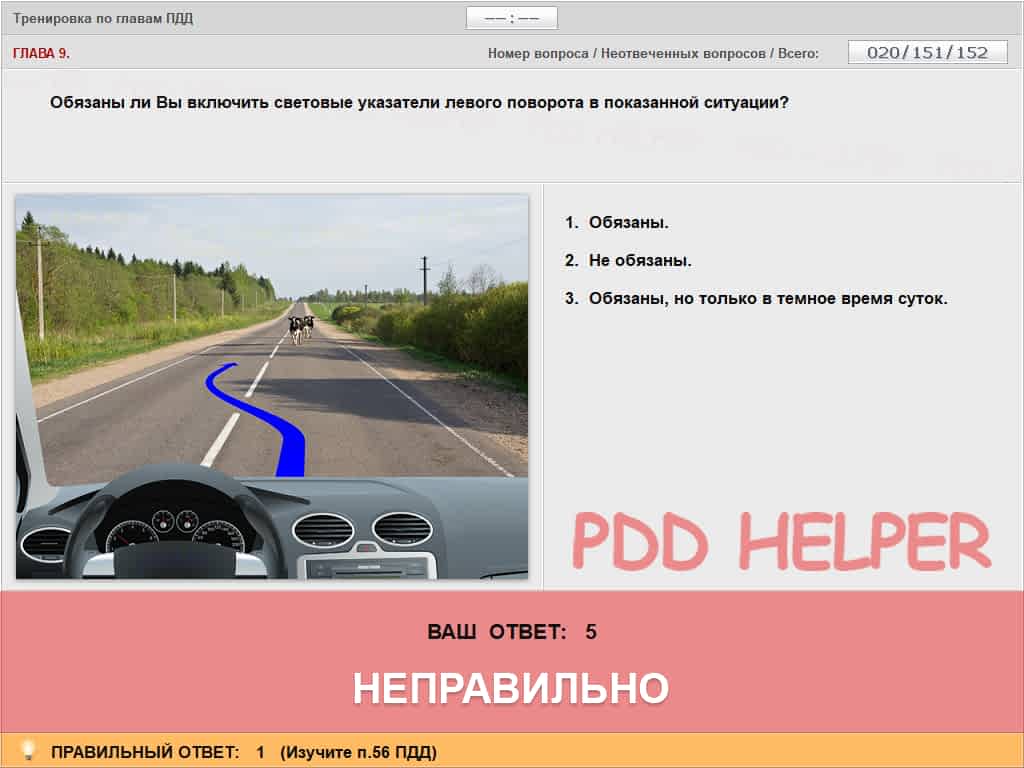 Тренировка по главам ПДД
–– : ––
ГЛАВА 9.
Номер вопроса / Неотвеченных вопросов / Всего: 020/151/152
Обязаны ли Вы включить световые указатели левого поворота в показанной ситуации?
1. Обязаны.
2. Не обязаны.
3. Обязаны, но только в темное время суток.
PDD HELPER
ВАШ ОТВЕТ: 5
НЕПРАВИЛЬНО
ПРАВИЛЬНЫЙ ОТВЕТ: 1 (Изучите п.56 ПДД)